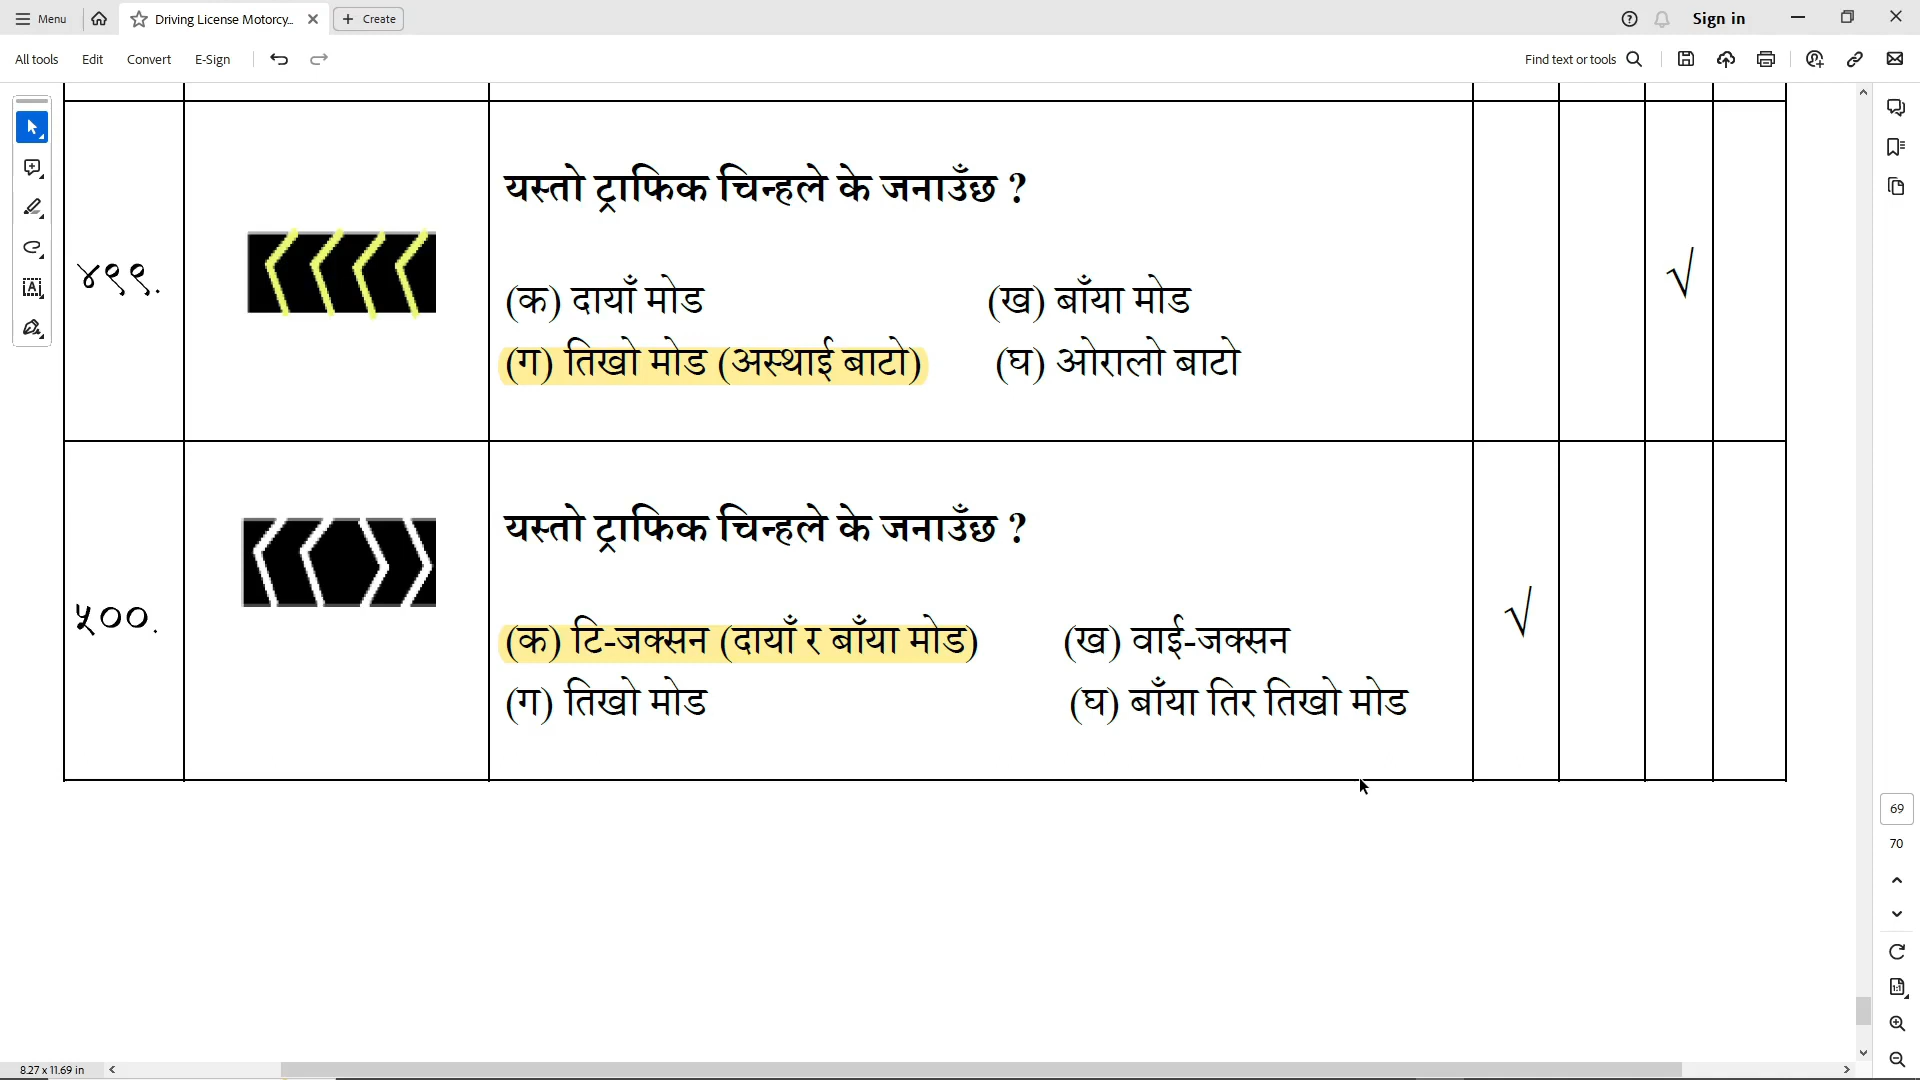 Menu
Driving License Motorcy...
Create
Sign in
All tools
Edit
Convert
E-Sign
Find text or tools
४९९.
यस्तो ट्राफिक चिन्हले के जनाउँछ ?
(क) दायाँ मोड (ख) बाँया मोड
(ग) तिखो मोड (अस्थाई बाटो) (घ) ओरालो बाटो
√
५००.
यस्तो ट्राफिक चिन्हले के जनाउँछ ?
(क) टि-जक्सन (दायाँ र बाँया मोड) (ख) वाई-जक्सन
(ग) तिखो मोड (घ) बाँया तिर तिखो मोड
√
69
70
8.27 x 11.69 in